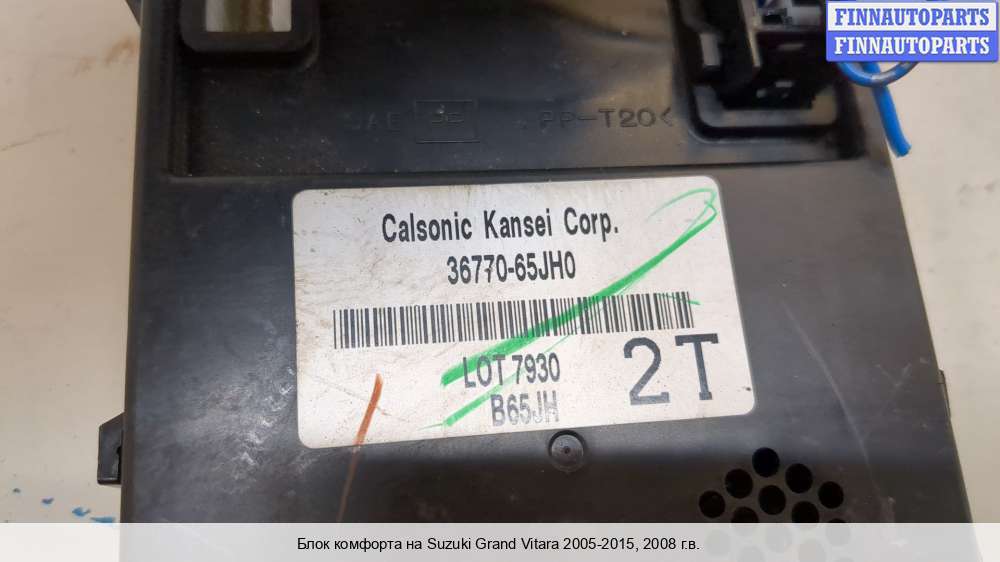 FINNAUTOPARTS
FINNAUTOPARTS
PP-T20<
Calsonic Kansei Corp.
36770-65JH0
LOT 7930
2T
B65JH
Блок комфорта на Suzuki Grand Vitara 2005-2015, 2008 г.в.